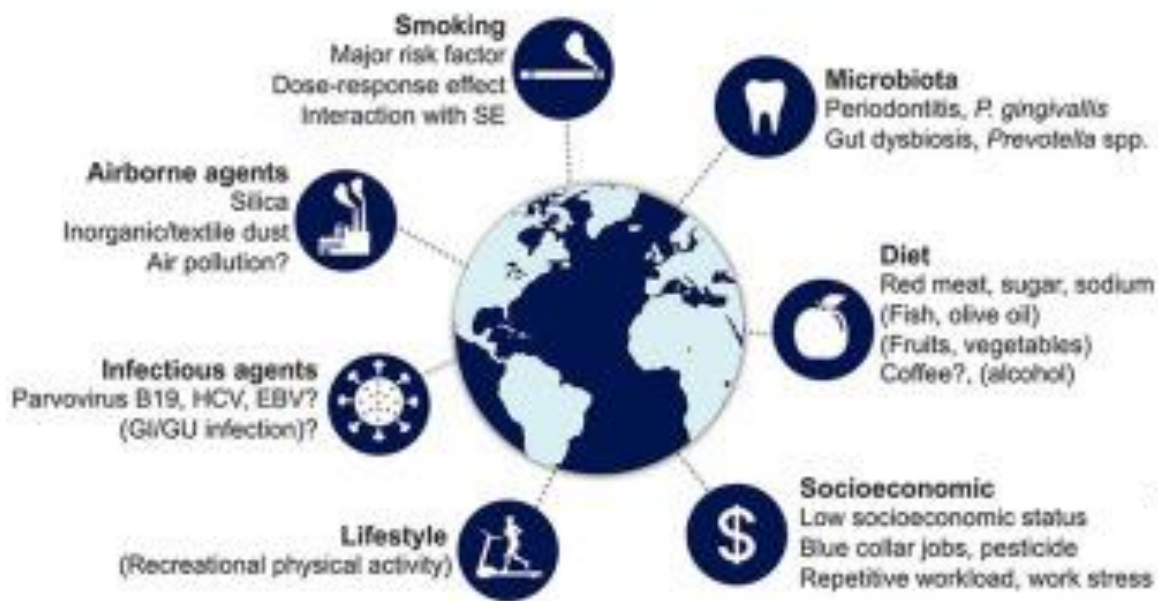 Smoking
Major risk factor
Dose-response effect
Interaction with SE
Microbiota
Periodontitis, P. gingivallis
Gut dysbiosis, Prevotella spp.
Airborne agents
Silica
Inorganic/textile dust
Air pollution?
Diet
Red meat, sugar, sodium
(Fish, olive oil)
(Fruits, vegetables)
Coffee?, (alcohol)
Infectious agents
Parvovirus B19, HCV, EBV?
(GI/GU infection)?
Socioeconomic
Low socioeconomic status
Blue collar jobs, pesticide
Repetitive workload, work stress
Lifestyle
(Recreational physical activity)
$